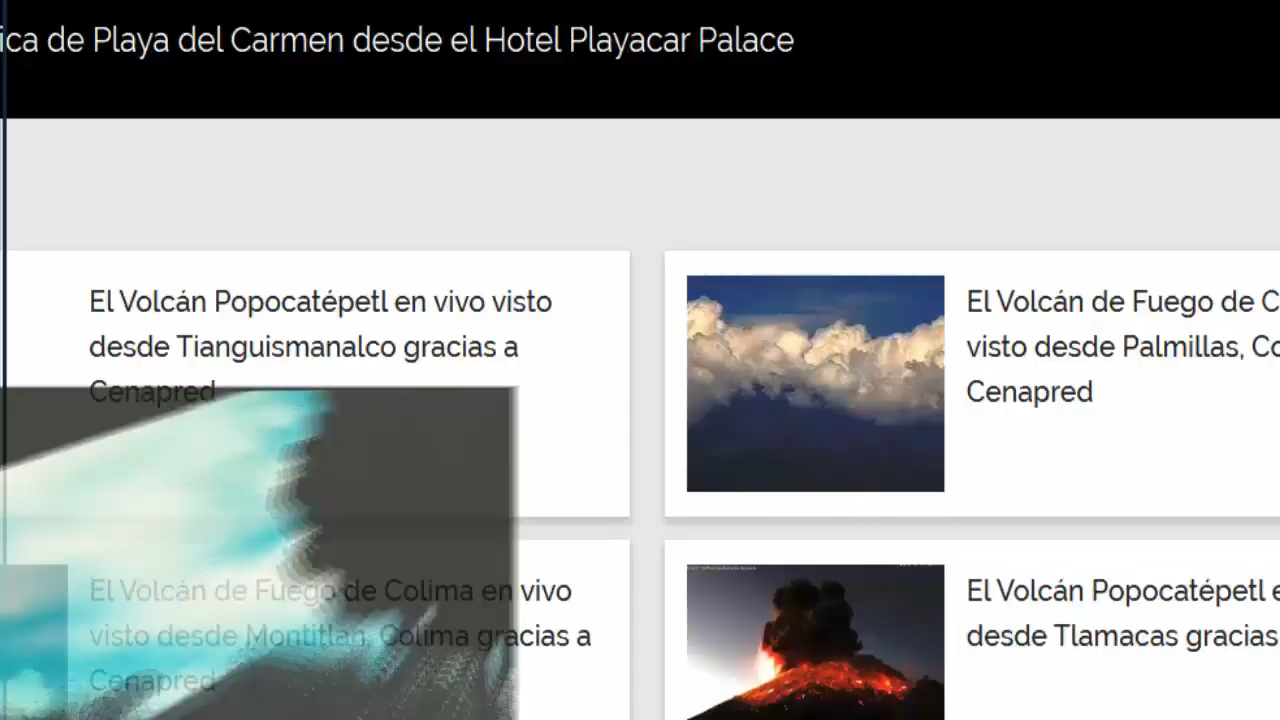 ica de Playa del Carmen desde el Hotel Playacar Palace
El Volcán Popocatépetl en vivo visto
desde Tianguismanalco gracias a
Cenapred
El Volcán de Fuego de C
visto desde Palmillas, Co
Cenapred
El Volcán de Fuego de Colima en vivo
visto desde Montitlan, Colima gracias a
Cenapred
El Volcán Popocatépetl e
desde Tlamacas gracias